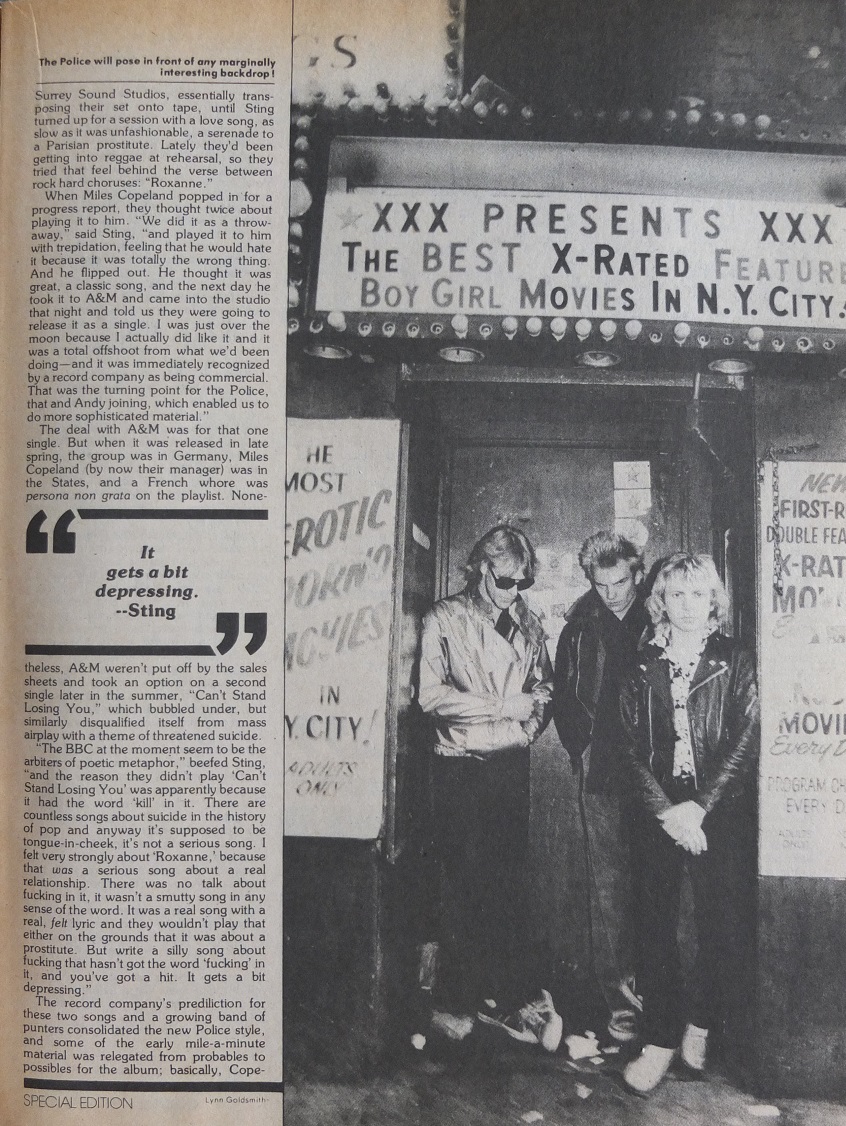 The Police will pose in front of any marginally
interesting backdrop!
Surrey Sound Studios, essentially trans-
posing their set onto tape, until Sting
turned up for a session with a love song, as
slow as it was unfashionable, a serenade to
a Parisian prostitute. Lately they'd been
getting into reggae at rehearsal, so they
tried that feel behind the verse between
rock hard choruses: "Roxanne."
When Miles Copeland popped in for a
progress report, they thought twice about
playing it to him. "We did it as a throw-
away," said Sting, "and played it to him
with trepidation, feeling that he would hate
it because it was totally the wrong thing.
And he flipped out. He thought it was
great, a classic song, and the next day he
took it to A&M and came into the studio
that night and told us they were going to
release it as a single. I was just over the
moon because I actually did like it and it
was a total offshoot from what we'd been
doing—and it was immediately recognized
by a record company as being commercial.
That was the turning point for the Police,
that and Andy joining, which enabled us to
do more sophisticated material."
The deal with A&M was for that one
single. But when it was released in late
spring, the group was in Germany, Miles
Copeland (by now their manager) was in
the States, and a French whore was
persona non grata on the playlist. None-
"It
gets a bit
depressing.
--Sting"
theless, A&M weren't put off by the sales
sheets and took an option on a second
single later in the summer, "Can't Stand
Losing You," which bubbled under, but
similarly disqualified itself from mass
airplay with a theme of threatened suicide.
"The BBC at the moment seem to be the
arbiters of poetic metaphor," beefed Sting,
"and the reason they didn't play 'Can't
Stand Losing You' was apparently because
it had the word 'kill' in it. There are
countless songs about suicide in the history
of pop and anyway it's supposed to be
tongue-in-cheek, it's not a serious song. I
felt very strongly about 'Roxanne,' because
that was a serious song about a real
relationship. There was no talk about
fucking in it, it wasn't a smutty song in any
sense of the word. It was a real song with a
real, felt lyric and they wouldn't play that
either on the grounds that it was about a
prostitute. But write a silly song about
fucking that hasn't got the word 'fucking' in
it, and you've got a hit. It gets a bit
depressing."
The record company's prediliction for
these two songs and a growing band of
punters consolidated the new Police style,
and some of the early mile-a-minute
material was relegated from probables to
possibles for the album; basically, Cope-
SPECIAL EDITION
Lynn Goldsmith
GS
XXX PRESENTS XXX
THE BEST X-RATED FEATURE
BOY GIRL MOVIES IN N.Y. CITY.
HE
MOST
EROTIC
MOVIES
IN
Y. CITY!
ADULTS
ONLY
NEW
FIRST-R
DOUBLE FEA
X-RAT
MOV
MOVI
Every D
PROGRAM CH
EVERY D